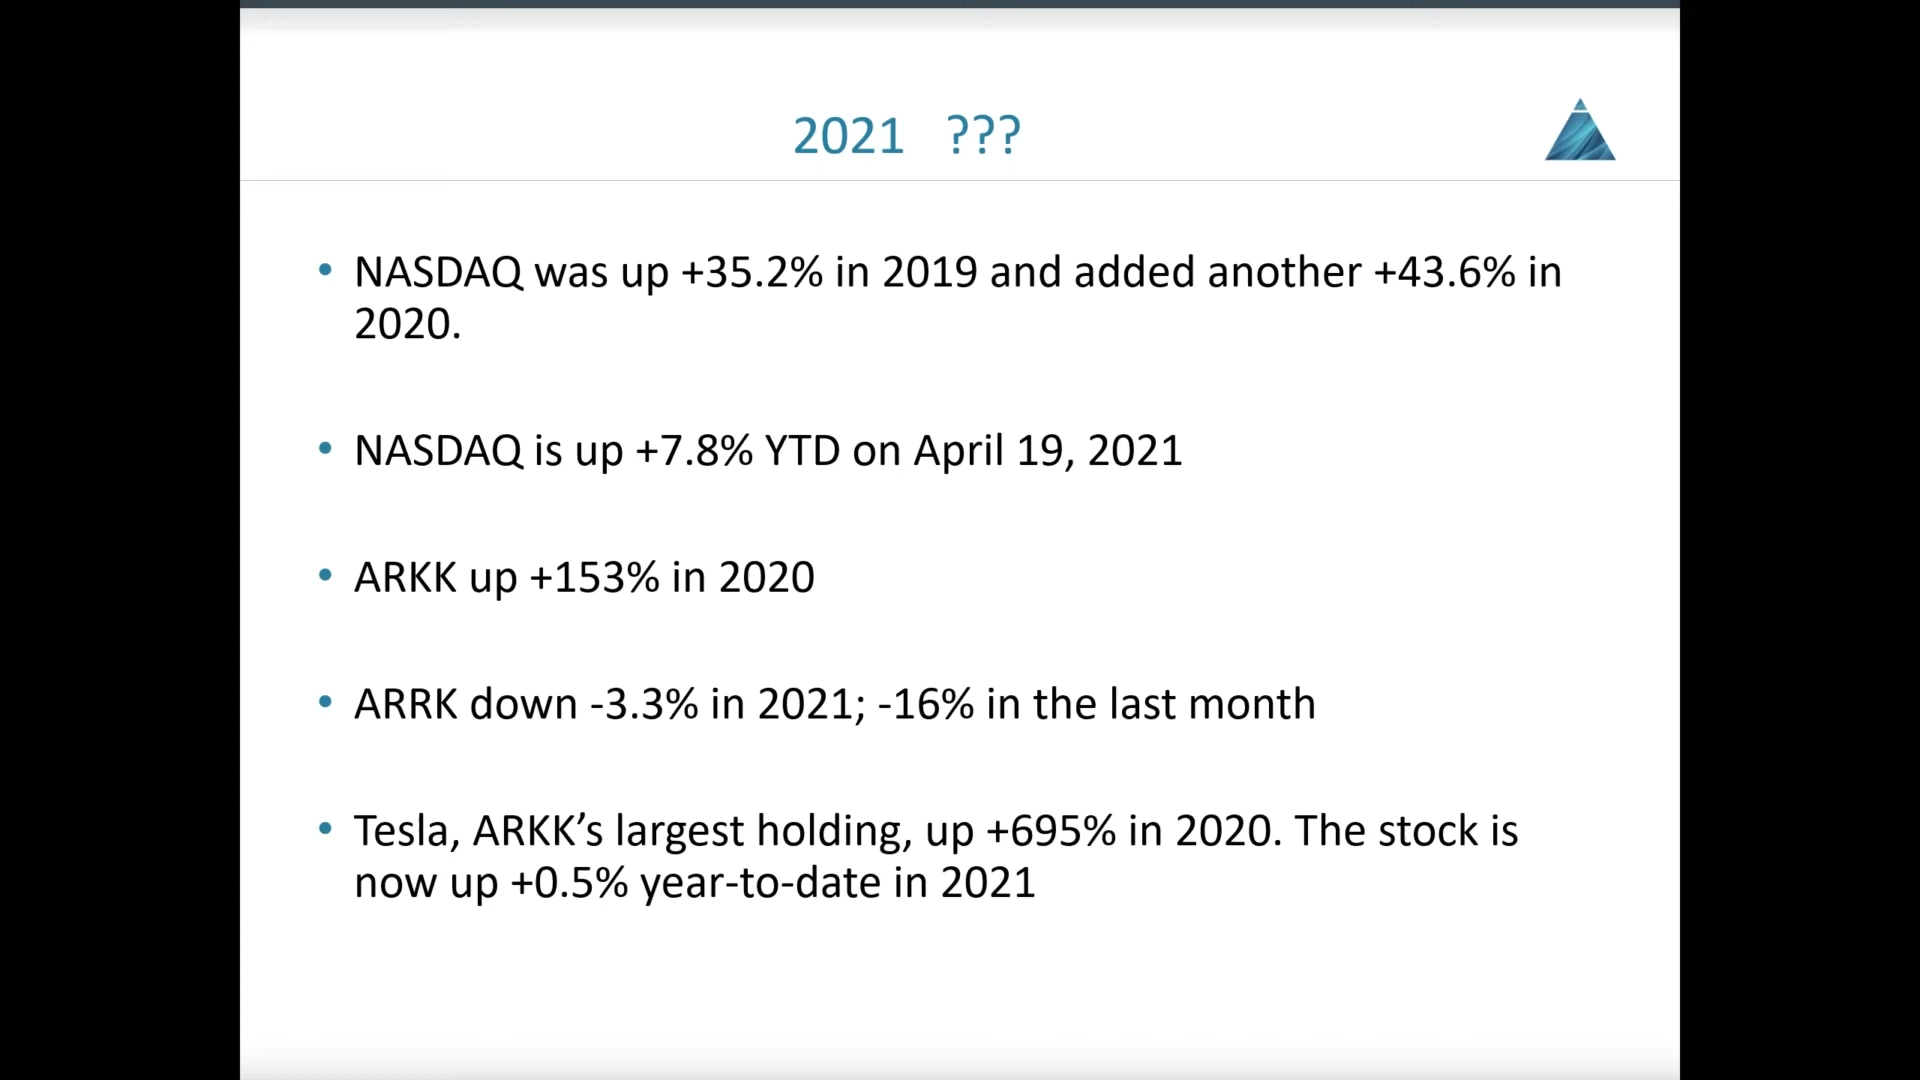 2021 ???
• NASDAQ was up +35.2% in 2019 and added another +43.6% in
2020.
• NASDAQ is up +7.8% YTD on April 19, 2021
• ARKK up +153% in 2020
• ARRK down -3.3% in 2021; -16% in the last month
• Tesla, ARKK’s largest holding, up +695% in 2020. The stock is
now up +0.5% year-to-date in 2021